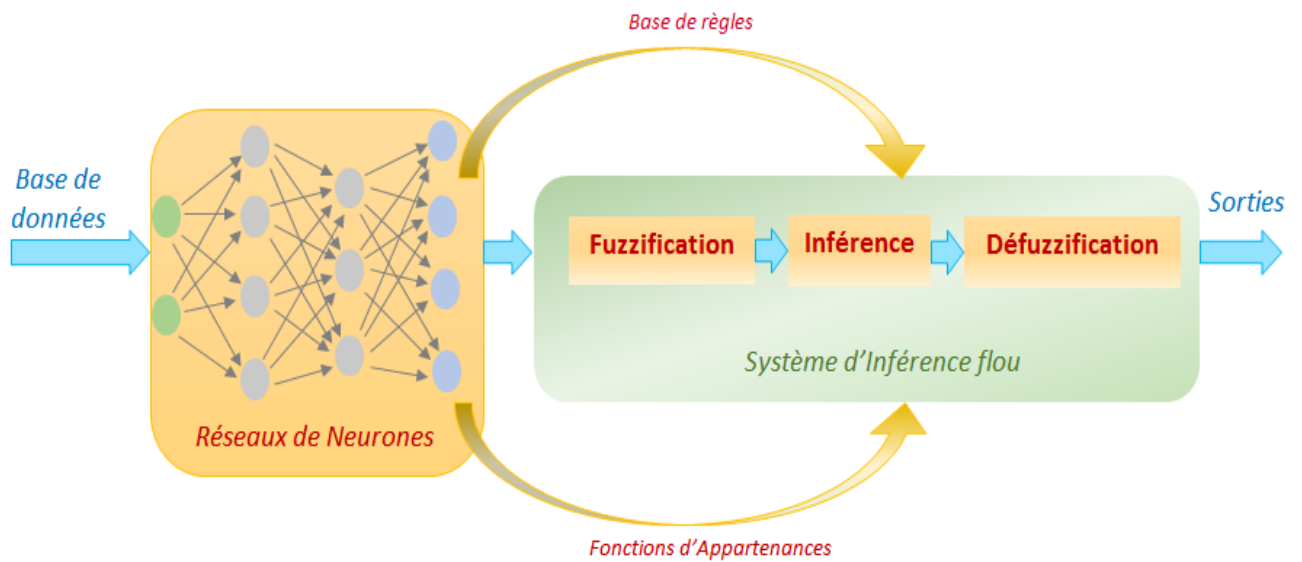 Base de règles
Base de
données
Sorties
Fuzzification
Inférence
Défuzzification
Système d’Inférence flou
Réseaux de Neurones
Fonctions d’Appartenances